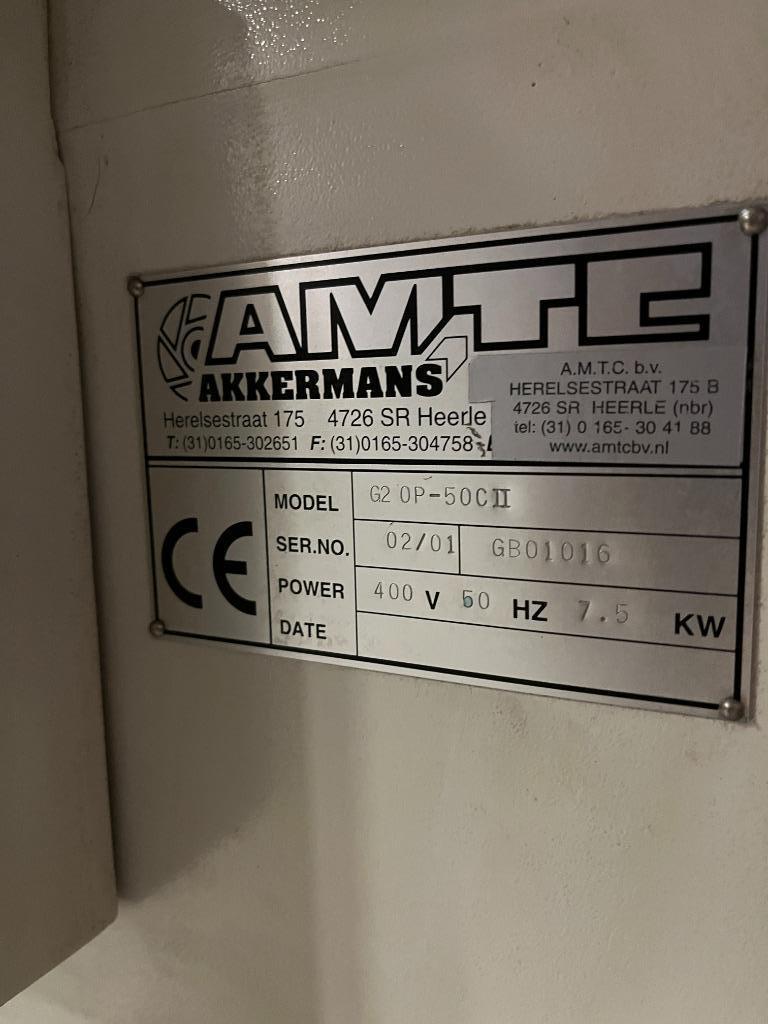 AMTC
AKKERMANS
Herelsestraat 175 4726 SR Heerle
T: (31)0165-302651 F: (31)0165-304758
A.M.T.C. b.v.
HERELSESTRAAT 175 B
4726 SR HEERLE (nbr)
tel: (31) 0 165- 30 41 88
www.amtcbv.nl
CE
MODEL G2 0P-50CII
SER.NO. 02/01 GB01016
POWER 400 V 50 HZ 7.5 KW
DATE